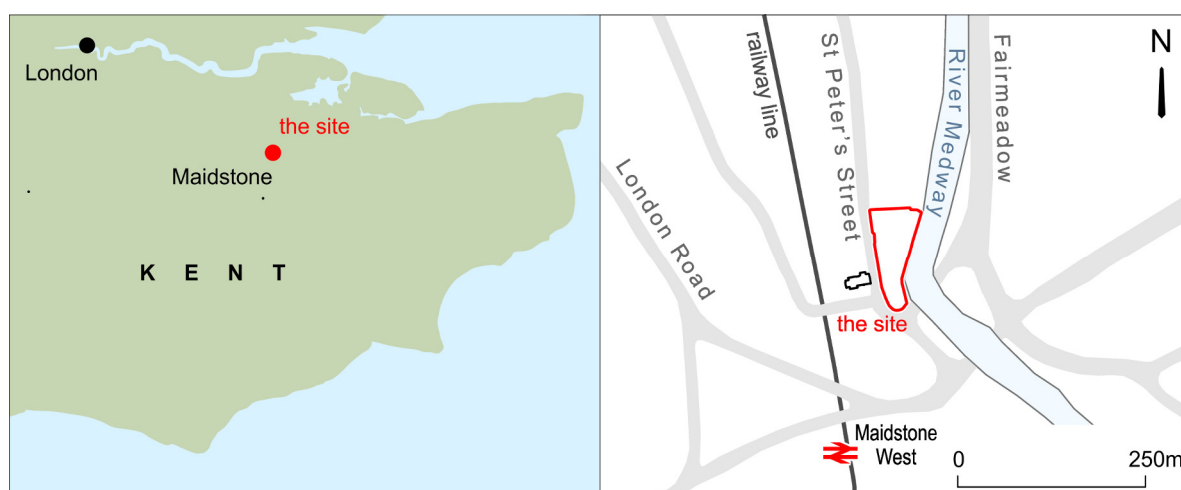 London
the site
Maidstone
K E N T
railway line
St Peter's Street
River Medway
Fairmeadow
N
London Road
the site
Maidstone
West
0 250m